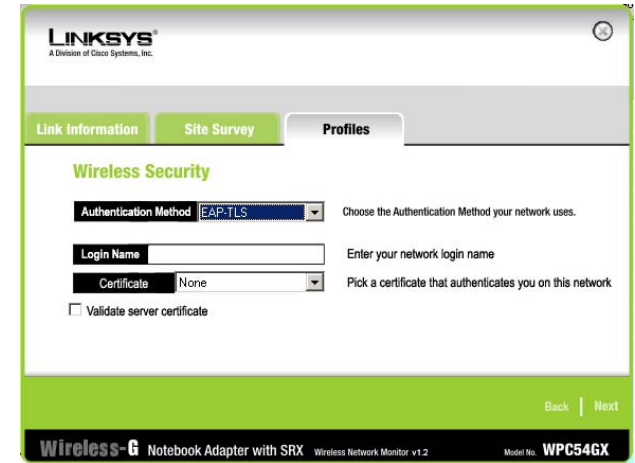 LINKSYS®
A Division of Cisco Systems, Inc.
Link Information Site Survey Profiles
Wireless Security
Authentication Method EAP-TLS Choose the Authentication Method your network uses.
Login Name Enter your network login name
Certificate None Pick a certificate that authenticates you on this network
Validate server certificate
Back | Next
Wireless-G Notebook Adapter with SRX Wireless Network Monitor v1.2 Model No. WPC54GX